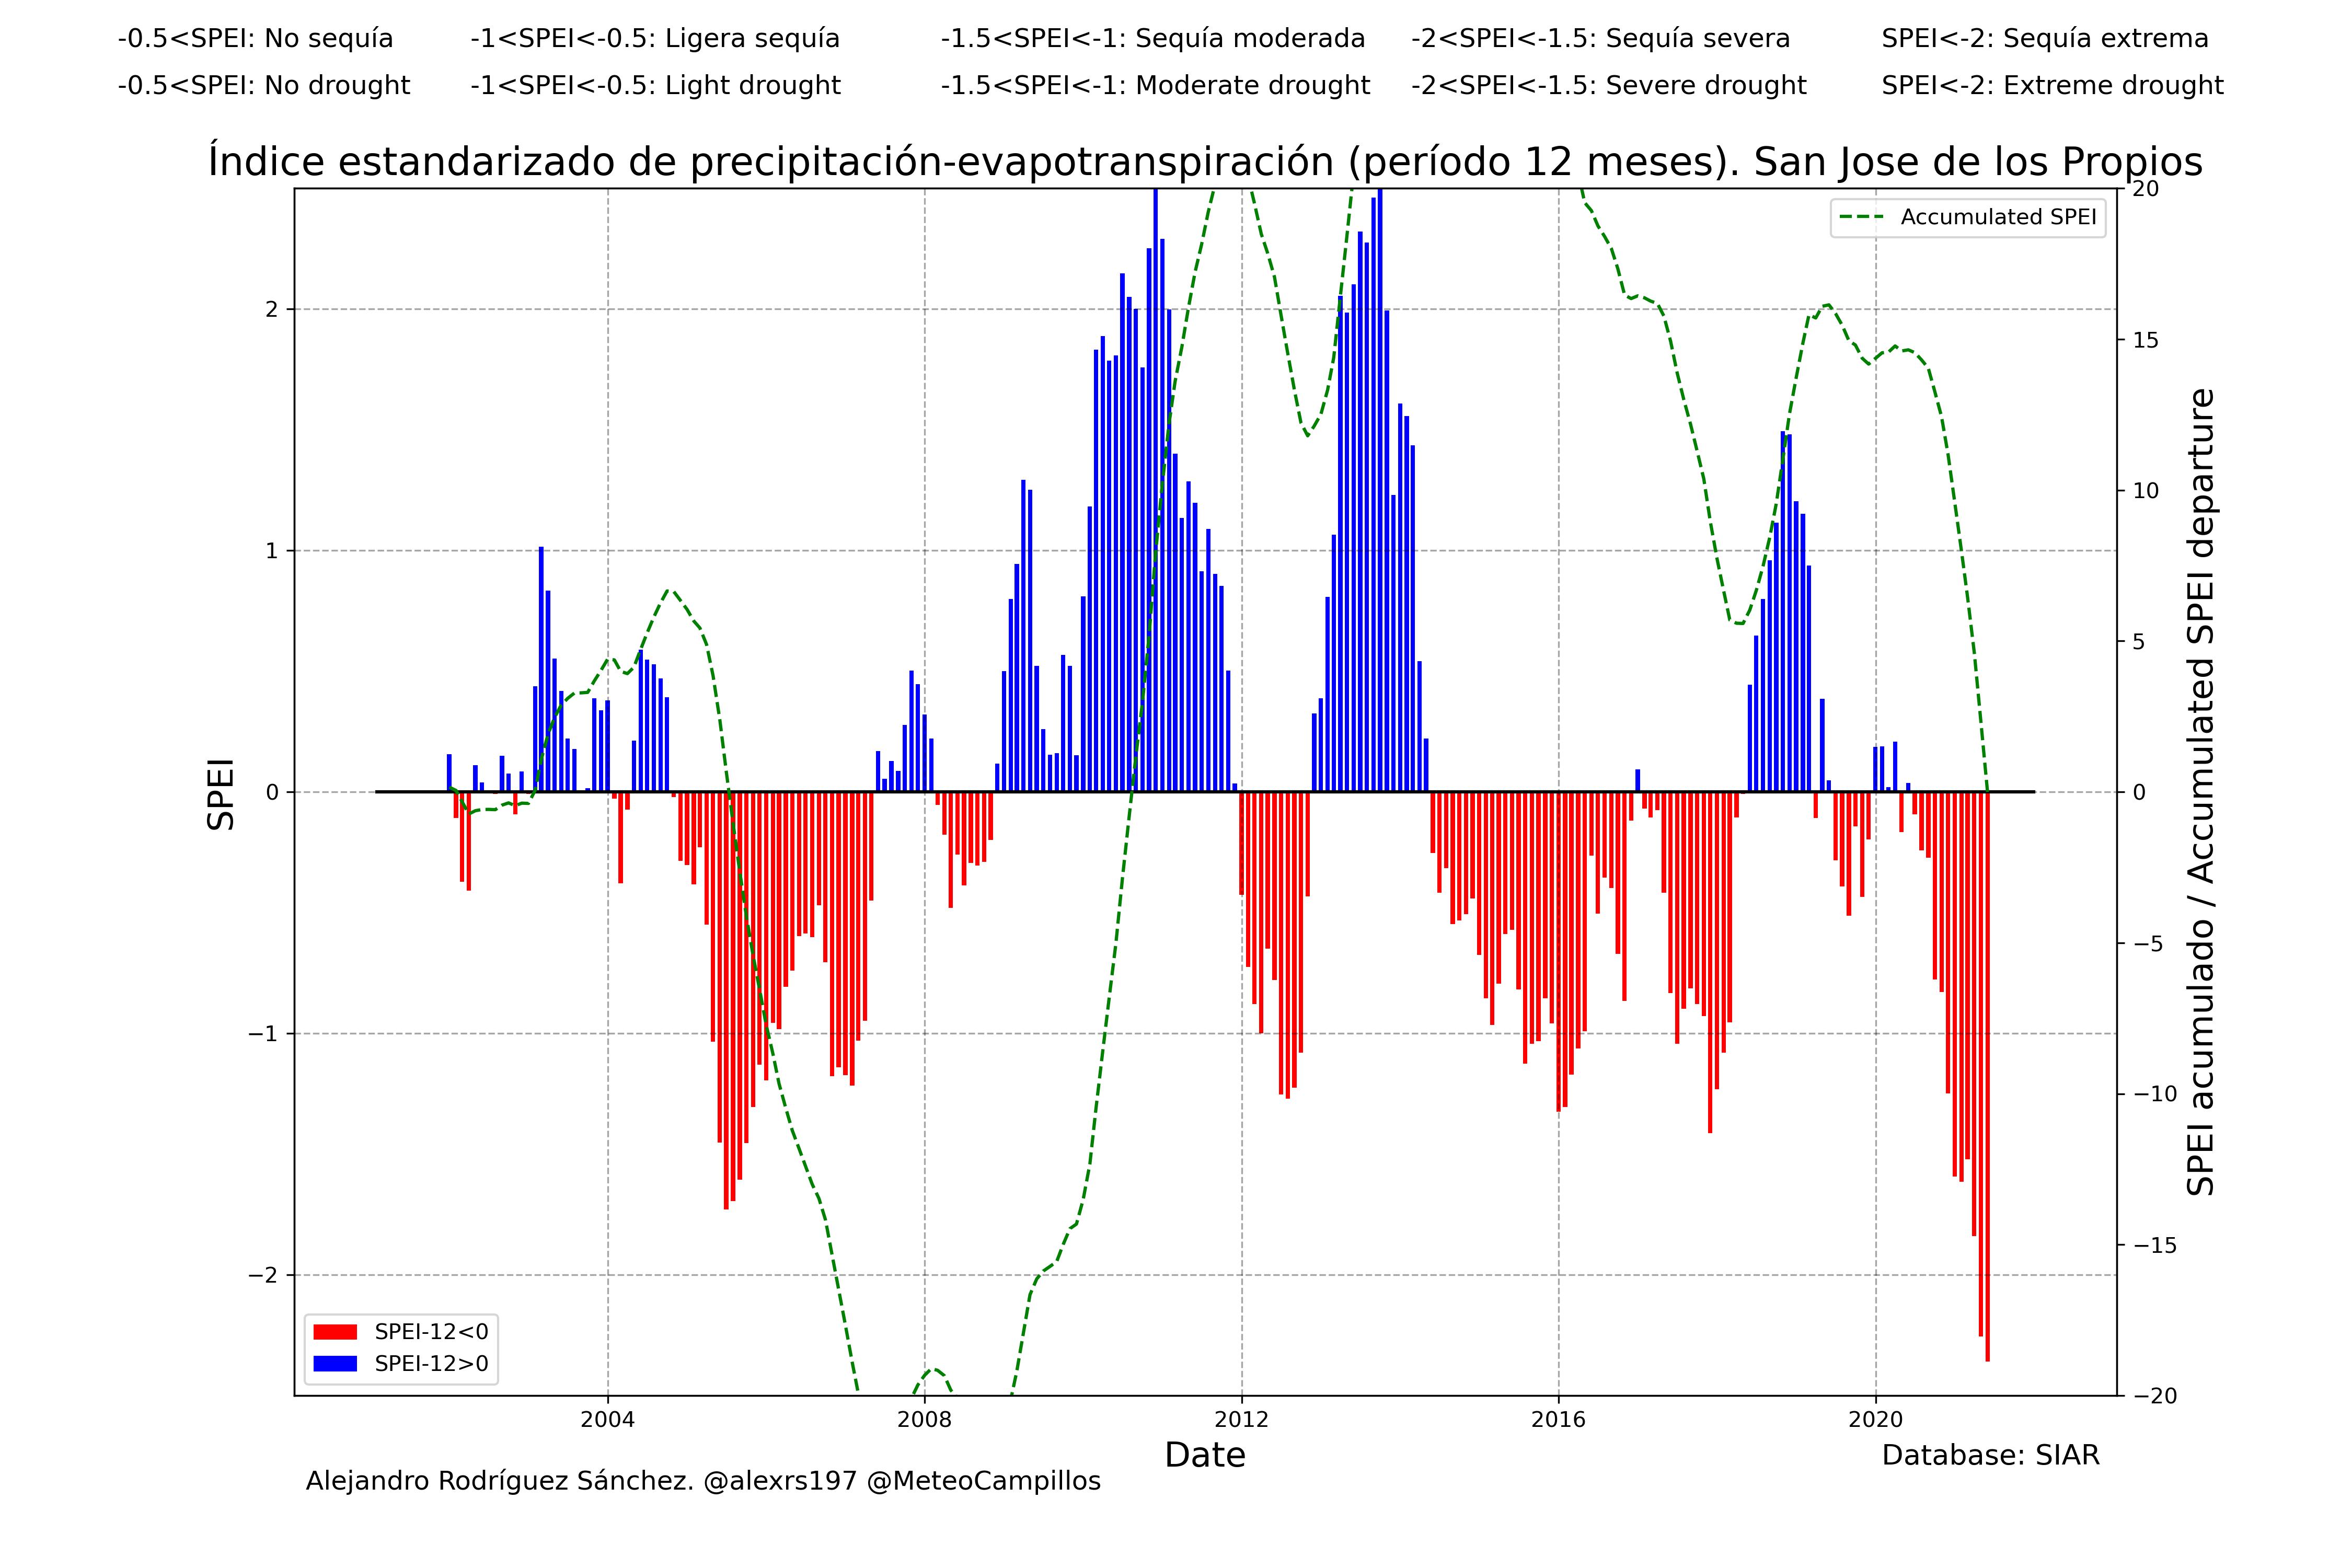 -0.5<SPEI: No sequía -1<SPEI<-0.5: Ligera sequía -1.5<SPEI<-1: Sequía moderada -2<SPEI<-1.5: Sequía severa SPEI<-2: Sequía extrema
-0.5<SPEI: No drought -1<SPEI<-0.5: Light drought -1.5<SPEI<-1: Moderate drought -2<SPEI<-1.5: Severe drought SPEI<-2: Extreme drought
Índice estandarizado de precipitación-evapotranspiración (período 12 meses). San Jose de los Propios
Accumulated SPEI
SPEI
2
1
0
−1
−2
20
15
10
5
0
−5
−10
−15
−20
SPEI acumulado / Accumulated SPEI departure
SPEI-12<0
SPEI-12>0
2004 2008 2012 2016 2020
Date
Database: SIAR
Alejandro Rodríguez Sánchez. @alexrs197 @MeteoCampillos